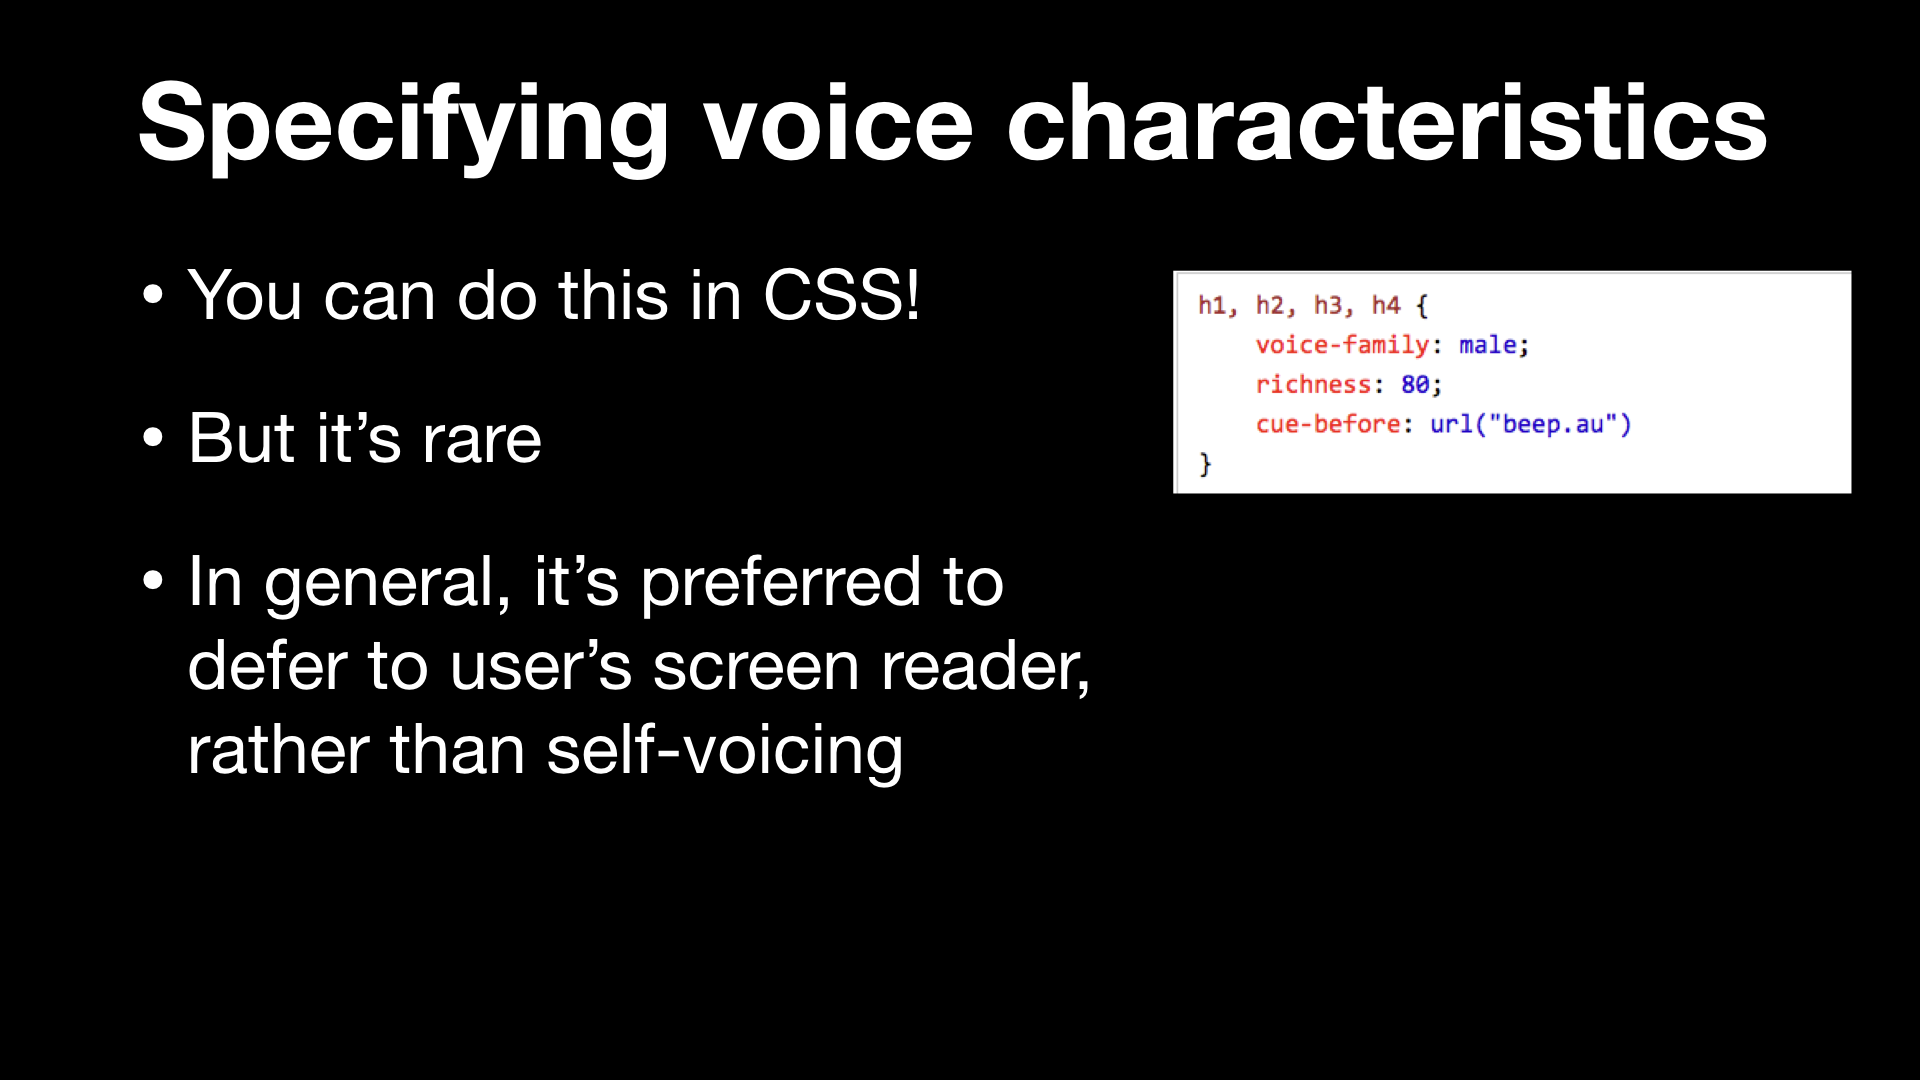 Specifying voice characteristics
• You can do this in CSS!
• But it’s rare
• In general, it’s preferred to
defer to user’s screen reader,
rather than self-voicing
h1, h2, h3, h4 {
    voice-family: male;
    richness: 80;
    cue-before: url("beep.au")
}